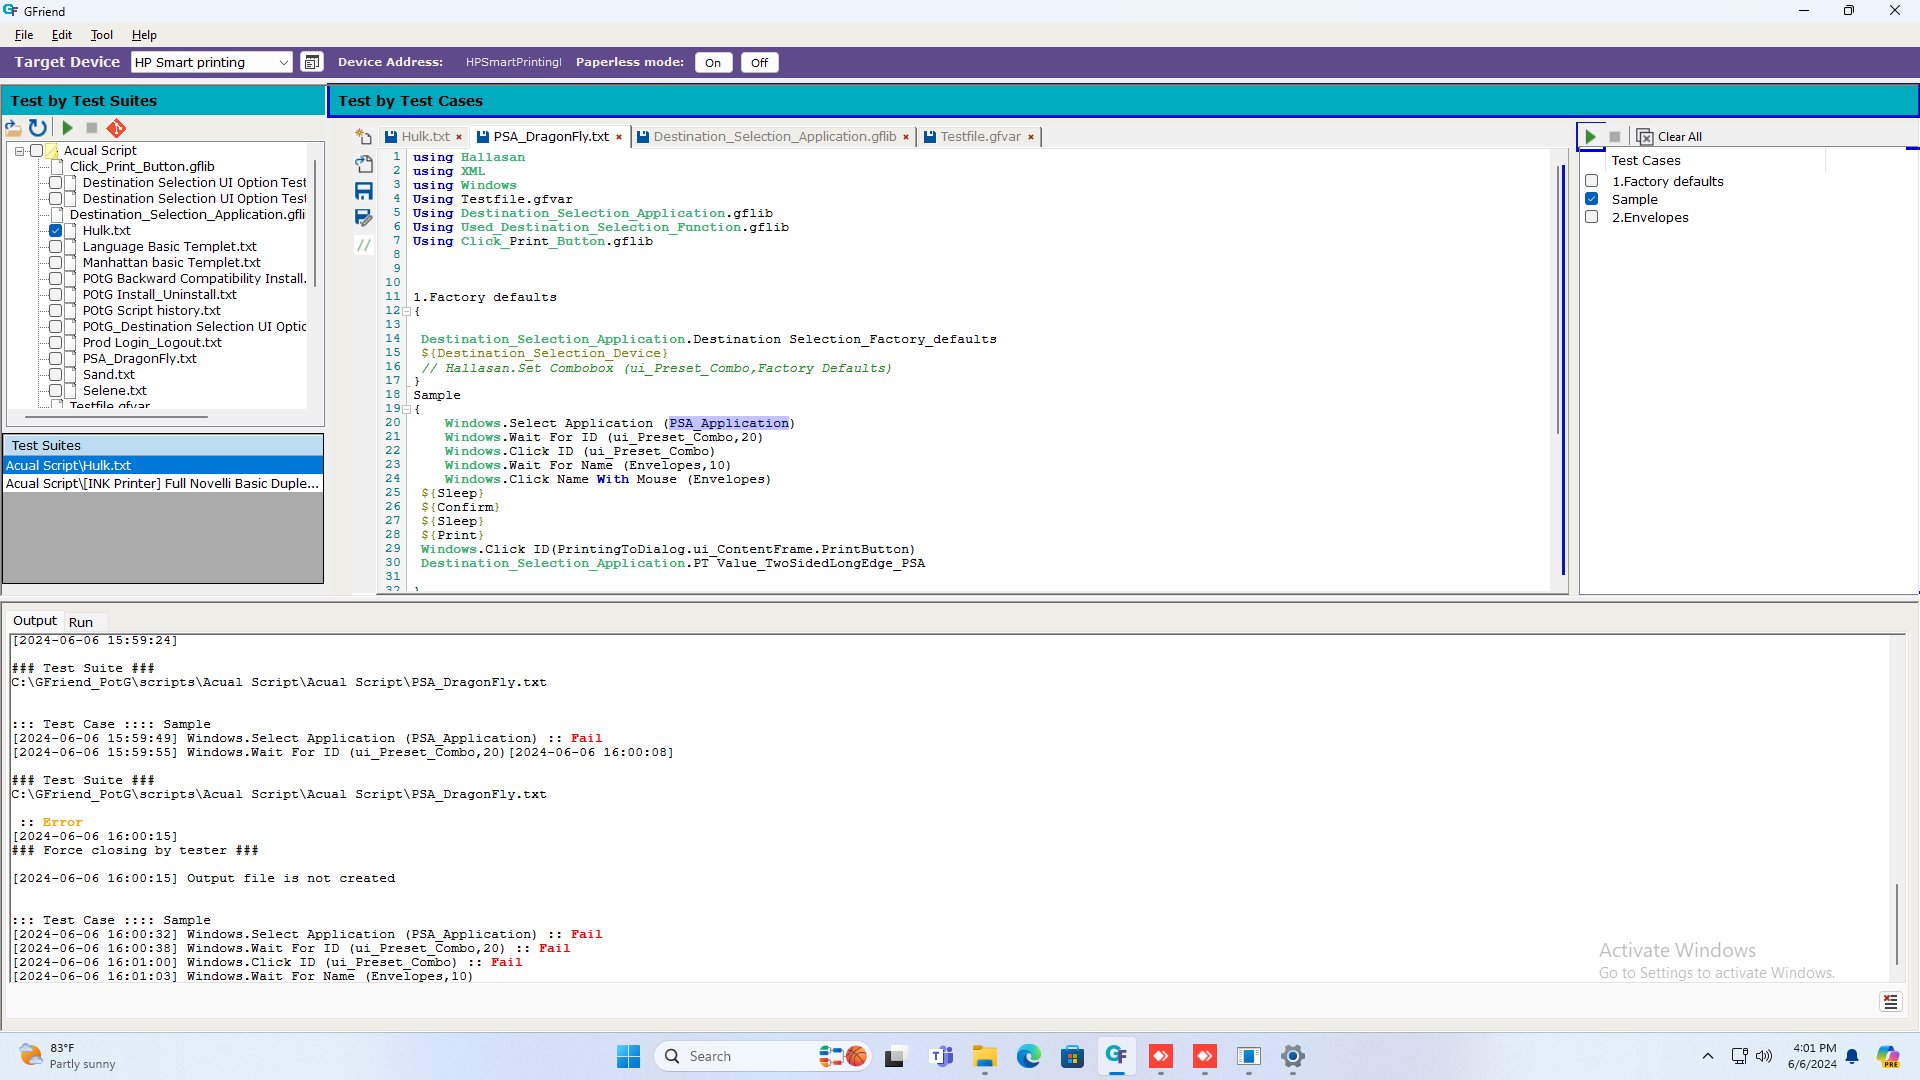 GFriend
File Edit Tool Help
Target Device HP Smart printing Device Address: HPSmartPrintingl Paperless mode: On Off
Test by Test Suites
Acual Script
Click_Print_Button.gflib
Destination Selection UI Option Test
Destination Selection UI Option Test
Destination_Selection_Application.gfli
Hulk.txt
Language Basic Templet.txt
Manhattan basic Templet.txt
POtG Backward Compatibility Install.
POtG Install_Uninstall.txt
POtG Script history.txt
POtG_Destination Selection UI Optic
Prod Login_Logout.txt
PSA_DragonFly.txt
Sand.txt
Selene.txt
Testfile.gfvar
Test Suites
Acual Script\Hulk.txt
Acual Script\[INK Printer] Full Novelli Basic Duple...
Test by Test Cases
Hulk.txt × PSA_DragonFly.txt × Destination_Selection_Application.gflib × Testfile.gfvar ×
1 using Hallasan
2 using XML
3 using Windows
4 Using Testfile.gfvar
5 Using Destination_Selection_Application.gflib
6 Using Used_Destination_Selection_Function.gflib
7 Using Click_Print_Button.gflib
8
9
10
11 1.Factory defaults
12 {
13
14 Destination_Selection_Application.Destination Selection_Factory_defaults
15 ${Destination_Selection_Device}
16 // Hallasan.Set Combobox (ui_Preset_Combo,Factory Defaults)
17 }
18 Sample
19 {
20 Windows.Select Application (PSA_Application)
21 Windows.Wait For ID (ui_Preset_Combo,20)
22 Windows.Click ID (ui_Preset_Combo)
23 Windows.Wait For Name (Envelopes,10)
24 Windows.Click Name With Mouse (Envelopes)
25 ${Sleep}
26 ${Confirm}
27 ${Sleep}
28 ${Print}
29 Windows.Click ID(PrintingToDialog.ui_ContentFrame.PrintButton)
30 Destination_Selection_Application.PT Value_TwoSidedLongEdge_PSA
31
32 }
//
Clear All
Test Cases
1.Factory defaults
Sample
2.Envelopes
Output Run
[2024-06-06 15:59:24]
### Test Suite ###
C:\GFriend_PotG\scripts\Acual Script\Acual Script\PSA_DragonFly.txt
::: Test Case :::: Sample
[2024-06-06 15:59:49] Windows.Select Application (PSA_Application) :: Fail
[2024-06-06 15:59:55] Windows.Wait For ID (ui_Preset_Combo,20)[2024-06-06 16:00:08]
### Test Suite ###
C:\GFriend_PotG\scripts\Acual Script\Acual Script\PSA_DragonFly.txt
:: Error
[2024-06-06 16:00:15]
### Force closing by tester ###
[2024-06-06 16:00:15] Output file is not created
::: Test Case :::: Sample
[2024-06-06 16:00:32] Windows.Select Application (PSA_Application) :: Fail
[2024-06-06 16:00:38] Windows.Wait For ID (ui_Preset_Combo,20) :: Fail
[2024-06-06 16:01:00] Windows.Click ID (ui_Preset_Combo) :: Fail
[2024-06-06 16:01:03] Windows.Wait For Name (Envelopes,10)
Activate Windows
Go to Settings to activate Windows.
83°F
Partly sunny
Search
4:01 PM
6/6/2024
PRE